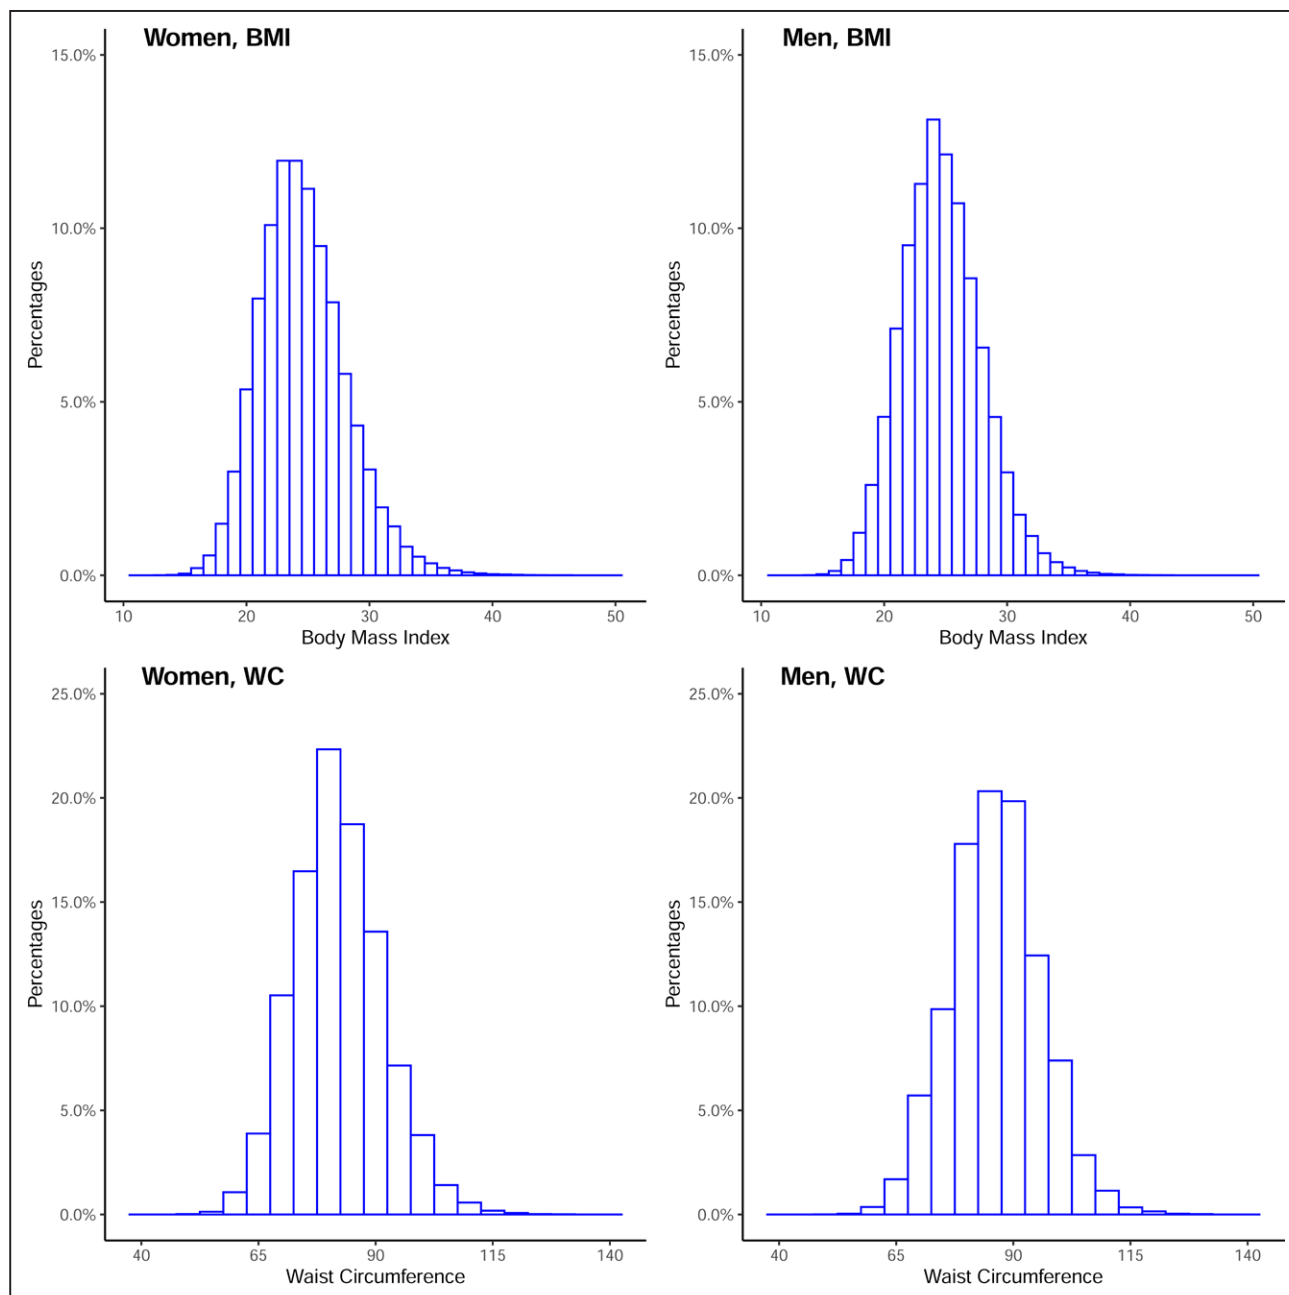 Women, BMI
15.0%
10.0%
5.0%
0.0%
Percentages
10 20 30 40 50
Body Mass Index
Men, BMI
15.0%
10.0%
5.0%
0.0%
Percentages
10 20 30 40 50
Body Mass Index
Women, WC
25.0%
20.0%
15.0%
10.0%
5.0%
0.0%
Percentages
40 65 90 115 140
Waist Circumference
Men, WC
25.0%
20.0%
15.0%
10.0%
5.0%
0.0%
Percentages
40 65 90 115 140
Waist Circumference